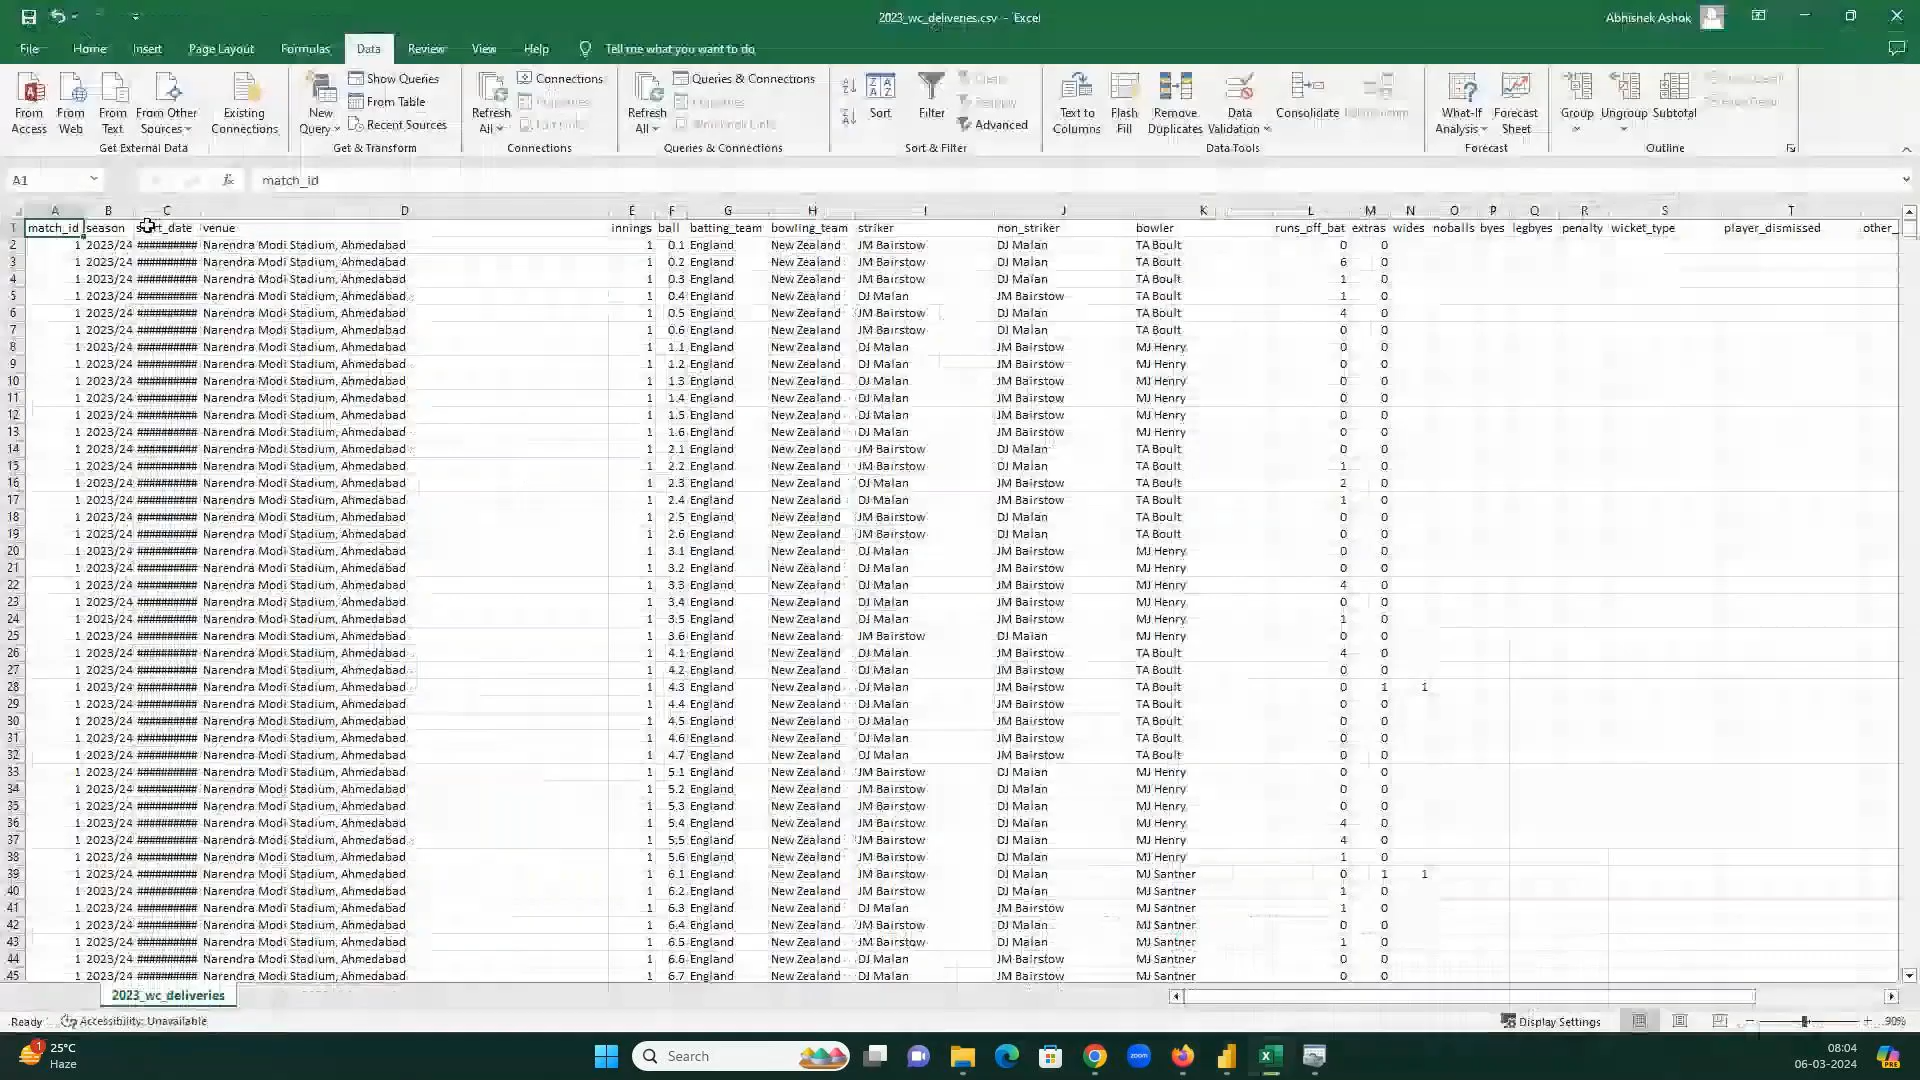 2023_wc_deliveries.csv - Excel
Abhishek Ashok
File Home Insert Page Layout Formulas Data Review View Help Tell me what you want to do
From Access From Web From Text From Other Sources Existing Connections
Get External Data
New Query Show Queries From Table Recent Sources
Get & Transform
Refresh All Connections Properties
Connections
Refresh All Queries & Connections Properties
Queries & Connections
Sort Filter Clear Reapply Advanced
Sort & Filter
Text to Columns Flash Fill Remove Duplicates Data Validation Consolidate
Data Tools
What-If Analysis Forecast Sheet
Forecast
Group Ungroup Subtotal
Outline
A1 fx match_id
A B C D E F G H I J K L M N O P Q R S T
1 match_id season venue innings ball batting_team bowling_team striker non_striker bowler runs_off_bat extras wides noballs byes legbyes penalty wicket_type player_dismissed other_
2 1 2023/24 ########## Narendra Modi Stadium, Ahmedabad 1 0.1 England New Zealand JM Bairstow DJ Malan TA Boult 0 0
3 1 2023/24 ########## Narendra Modi Stadium, Ahmedabad 1 0.2 England New Zealand JM Bairstow DJ Malan TA Boult 6 0
4 1 2023/24 ########## Narendra Modi Stadium, Ahmedabad 1 0.3 England New Zealand JM Bairstow DJ Malan TA Boult 1 0
5 1 2023/24 ########## Narendra Modi Stadium, Ahmedabad 1 0.4 England New Zealand DJ Malan JM Bairstow TA Boult 1 0
6 1 2023/24 ########## Narendra Modi Stadium, Ahmedabad 1 0.5 England New Zealand JM Bairstow DJ Malan TA Boult 4 0
7 1 2023/24 ########## Narendra Modi Stadium, Ahmedabad 1 0.6 England New Zealand JM Bairstow DJ Malan TA Boult 0 0
8 1 2023/24 ########## Narendra Modi Stadium, Ahmedabad 1 1.1 England New Zealand DJ Malan JM Bairstow MJ Henry 0 0
9 1 2023/24 ########## Narendra Modi Stadium, Ahmedabad 1 1.2 England New Zealand DJ Malan JM Bairstow MJ Henry 0 0
10 1 2023/24 ########## Narendra Modi Stadium, Ahmedabad 1 1.3 England New Zealand DJ Malan JM Bairstow MJ Henry 0 0
11 1 2023/24 ########## Narendra Modi Stadium, Ahmedabad 1 1.4 England New Zealand DJ Malan JM Bairstow MJ Henry 0 0
12 1 2023/24 ########## Narendra Modi Stadium, Ahmedabad 1 1.5 England New Zealand DJ Malan JM Bairstow MJ Henry 0 0
13 1 2023/24 ########## Narendra Modi Stadium, Ahmedabad 1 1.6 England New Zealand DJ Malan JM Bairstow MJ Henry 0 0
14 1 2023/24 ########## Narendra Modi Stadium, Ahmedabad 1 2.1 England New Zealand JM Bairstow DJ Malan TA Boult 0 0
15 1 2023/24 ########## Narendra Modi Stadium, Ahmedabad 1 2.2 England New Zealand JM Bairstow DJ Malan TA Boult 1 0
16 1 2023/24 ########## Narendra Modi Stadium, Ahmedabad 1 2.3 England New Zealand DJ Malan JM Bairstow TA Boult 2 0
17 1 2023/24 ########## Narendra Modi Stadium, Ahmedabad 1 2.4 England New Zealand DJ Malan JM Bairstow TA Boult 1 0
18 1 2023/24 ########## Narendra Modi Stadium, Ahmedabad 1 2.5 England New Zealand JM Bairstow DJ Malan TA Boult 0 0
19 1 2023/24 ########## Narendra Modi Stadium, Ahmedabad 1 2.6 England New Zealand JM Bairstow DJ Malan TA Boult 0 0
20 1 2023/24 ########## Narendra Modi Stadium, Ahmedabad 1 3.1 England New Zealand DJ Malan JM Bairstow MJ Henry 0 0
21 1 2023/24 ########## Narendra Modi Stadium, Ahmedabad 1 3.2 England New Zealand DJ Malan JM Bairstow MJ Henry 0 0
22 1 2023/24 ########## Narendra Modi Stadium, Ahmedabad 1 3.3 England New Zealand DJ Malan JM Bairstow MJ Henry 4 0
23 1 2023/24 ########## Narendra Modi Stadium, Ahmedabad 1 3.4 England New Zealand DJ Malan JM Bairstow MJ Henry 0 0
24 1 2023/24 ########## Narendra Modi Stadium, Ahmedabad 1 3.5 England New Zealand DJ Malan JM Bairstow MJ Henry 1 0
25 1 2023/24 ########## Narendra Modi Stadium, Ahmedabad 1 3.6 England New Zealand JM Bairstow DJ Malan MJ Henry 0 0
26 1 2023/24 ########## Narendra Modi Stadium, Ahmedabad 1 4.1 England New Zealand DJ Malan JM Bairstow TA Boult 4 0
27 1 2023/24 ########## Narendra Modi Stadium, Ahmedabad 1 4.2 England New Zealand DJ Malan JM Bairstow TA Boult 0 0
28 1 2023/24 ########## Narendra Modi Stadium, Ahmedabad 1 4.3 England New Zealand DJ Malan JM Bairstow TA Boult 0 1 1
29 1 2023/24 ########## Narendra Modi Stadium, Ahmedabad 1 4.4 England New Zealand DJ Malan JM Bairstow TA Boult 0 0
30 1 2023/24 ########## Narendra Modi Stadium, Ahmedabad 1 4.5 England New Zealand DJ Malan JM Bairstow TA Boult 0 0
31 1 2023/24 ########## Narendra Modi Stadium, Ahmedabad 1 4.6 England New Zealand DJ Malan JM Bairstow TA Boult 0 0
32 1 2023/24 ########## Narendra Modi Stadium, Ahmedabad 1 4.7 England New Zealand DJ Malan JM Bairstow TA Boult 0 0
33 1 2023/24 ########## Narendra Modi Stadium, Ahmedabad 1 5.1 England New Zealand JM Bairstow DJ Malan MJ Henry 0 0
34 1 2023/24 ########## Narendra Modi Stadium, Ahmedabad 1 5.2 England New Zealand JM Bairstow DJ Malan MJ Henry 0 0
35 1 2023/24 ########## Narendra Modi Stadium, Ahmedabad 1 5.3 England New Zealand JM Bairstow DJ Malan MJ Henry 0 0
36 1 2023/24 ########## Narendra Modi Stadium, Ahmedabad 1 5.4 England New Zealand JM Bairstow DJ Malan MJ Henry 4 0
37 1 2023/24 ########## Narendra Modi Stadium, Ahmedabad 1 5.5 England New Zealand JM Bairstow DJ Malan MJ Henry 4 0
38 1 2023/24 ########## Narendra Modi Stadium, Ahmedabad 1 5.6 England New Zealand JM Bairstow DJ Malan MJ Henry 1 0
39 1 2023/24 ########## Narendra Modi Stadium, Ahmedabad 1 6.1 England New Zealand JM Bairstow DJ Malan MJ Santner 0 1 1
40 1 2023/24 ########## Narendra Modi Stadium, Ahmedabad 1 6.2 England New Zealand JM Bairstow DJ Malan MJ Santner 1 0
41 1 2023/24 ########## Narendra Modi Stadium, Ahmedabad 1 6.3 England New Zealand DJ Malan JM Bairstow MJ Santner 1 0
42 1 2023/24 ########## Narendra Modi Stadium, Ahmedabad 1 6.4 England New Zealand JM Bairstow DJ Malan MJ Santner 0 0
43 1 2023/24 ########## Narendra Modi Stadium, Ahmedabad 1 6.5 England New Zealand JM Bairstow DJ Malan MJ Santner 1 0
44 1 2023/24 ########## Narendra Modi Stadium, Ahmedabad 1 6.6 England New Zealand DJ Malan JM Bairstow MJ Santner 0 0
45 1 2023/24 ########## Narendra Modi Stadium, Ahmedabad 1 6.7 England New Zealand DJ Malan JM Bairstow MJ Santner 0 0
2023_wc_deliveries
Ready Accessibility: Unavailable Display Settings 90%
25°C
Haze
Search
zoom
08:04
06-03-2024